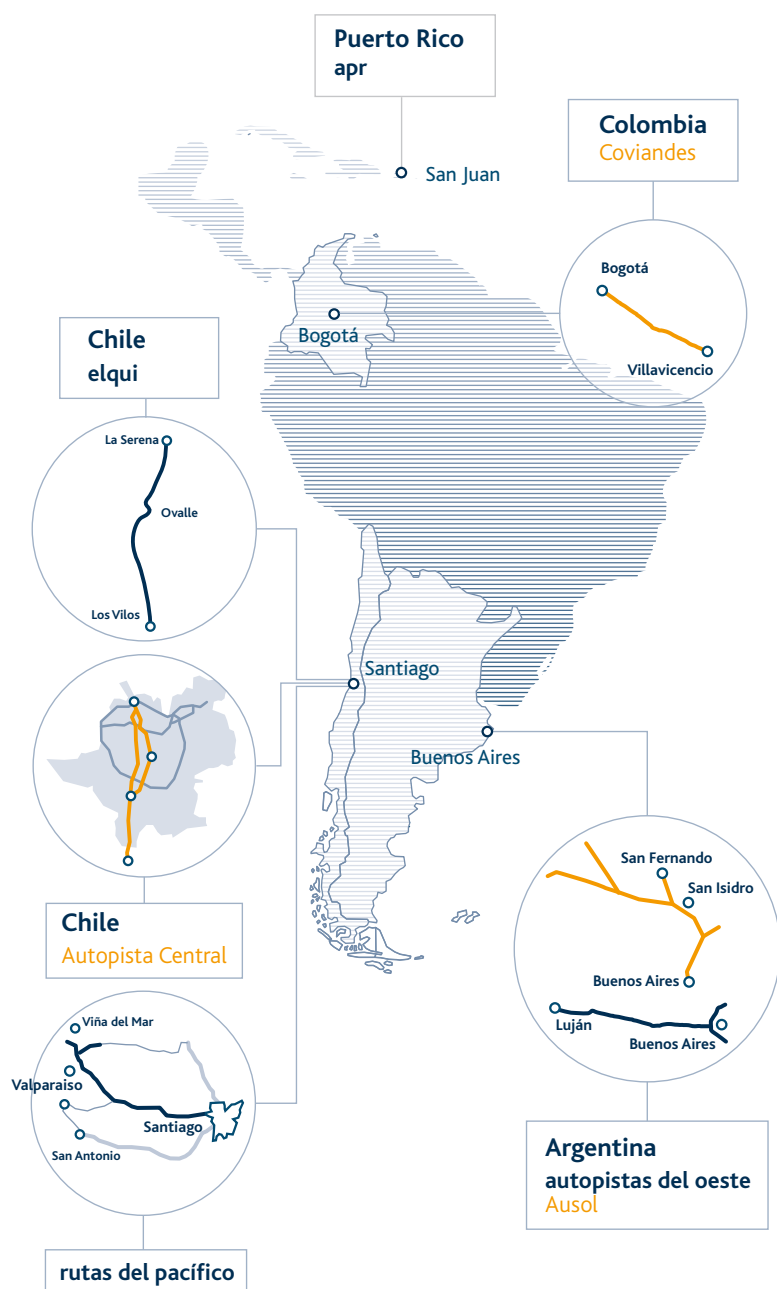 Puerto Rico
apr
San Juan
Colombia
Coviandes
Bogotá
Villavicencio
Bogotá
Chile
elqui
La Serena
Ovalle
Los Vilos
Santiago
Buenos Aires
Chile
Autopista Central
San Fernando
San Isidro
Buenos Aires
Luján
Buenos Aires
Viña del Mar
Valparaiso
Santiago
San Antonio
Argentina
autopistas del oeste
Ausol
rutas del pacífico